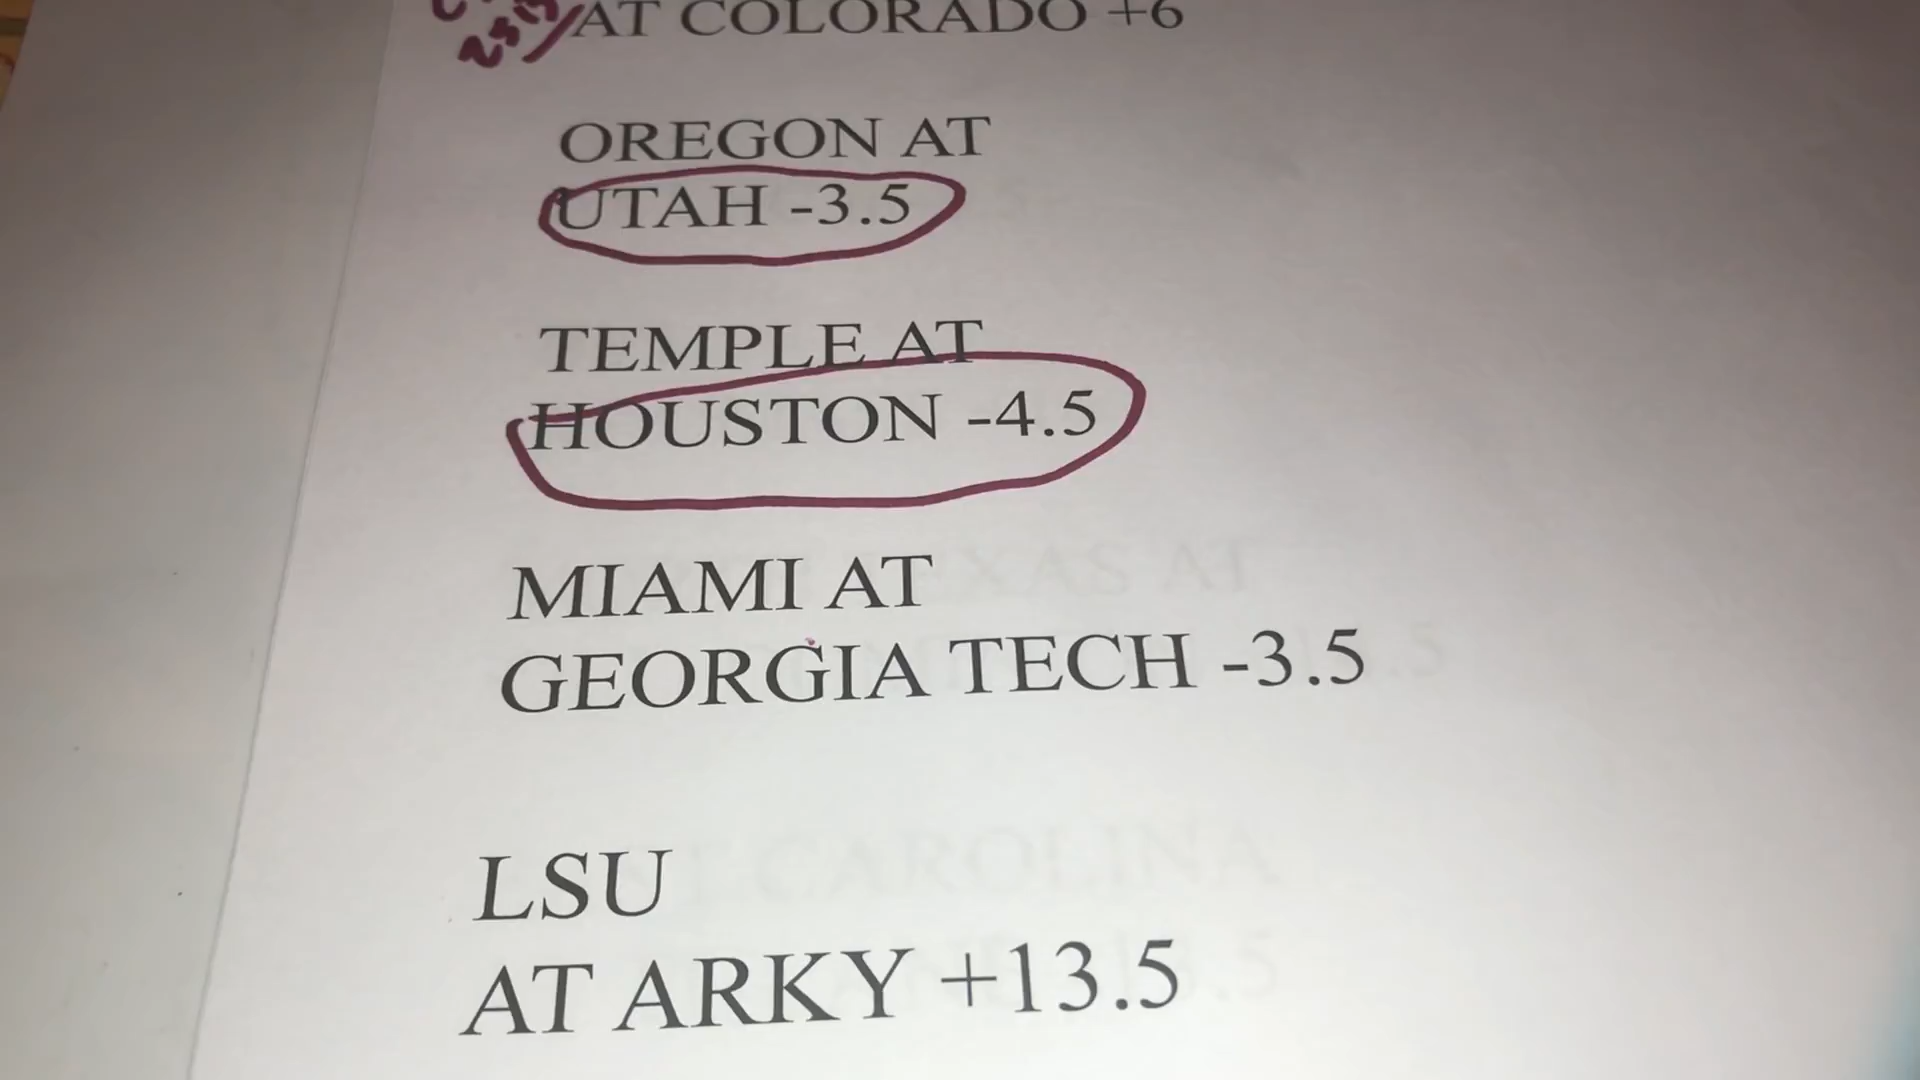 AT COLORADO +6
OREGON AT
UTAH -3.5
TEMPLE AT
HOUSTON -4.5
MIAMI AT
GEORGIA TECH -3.5
LSU
AT ARKY +13.5